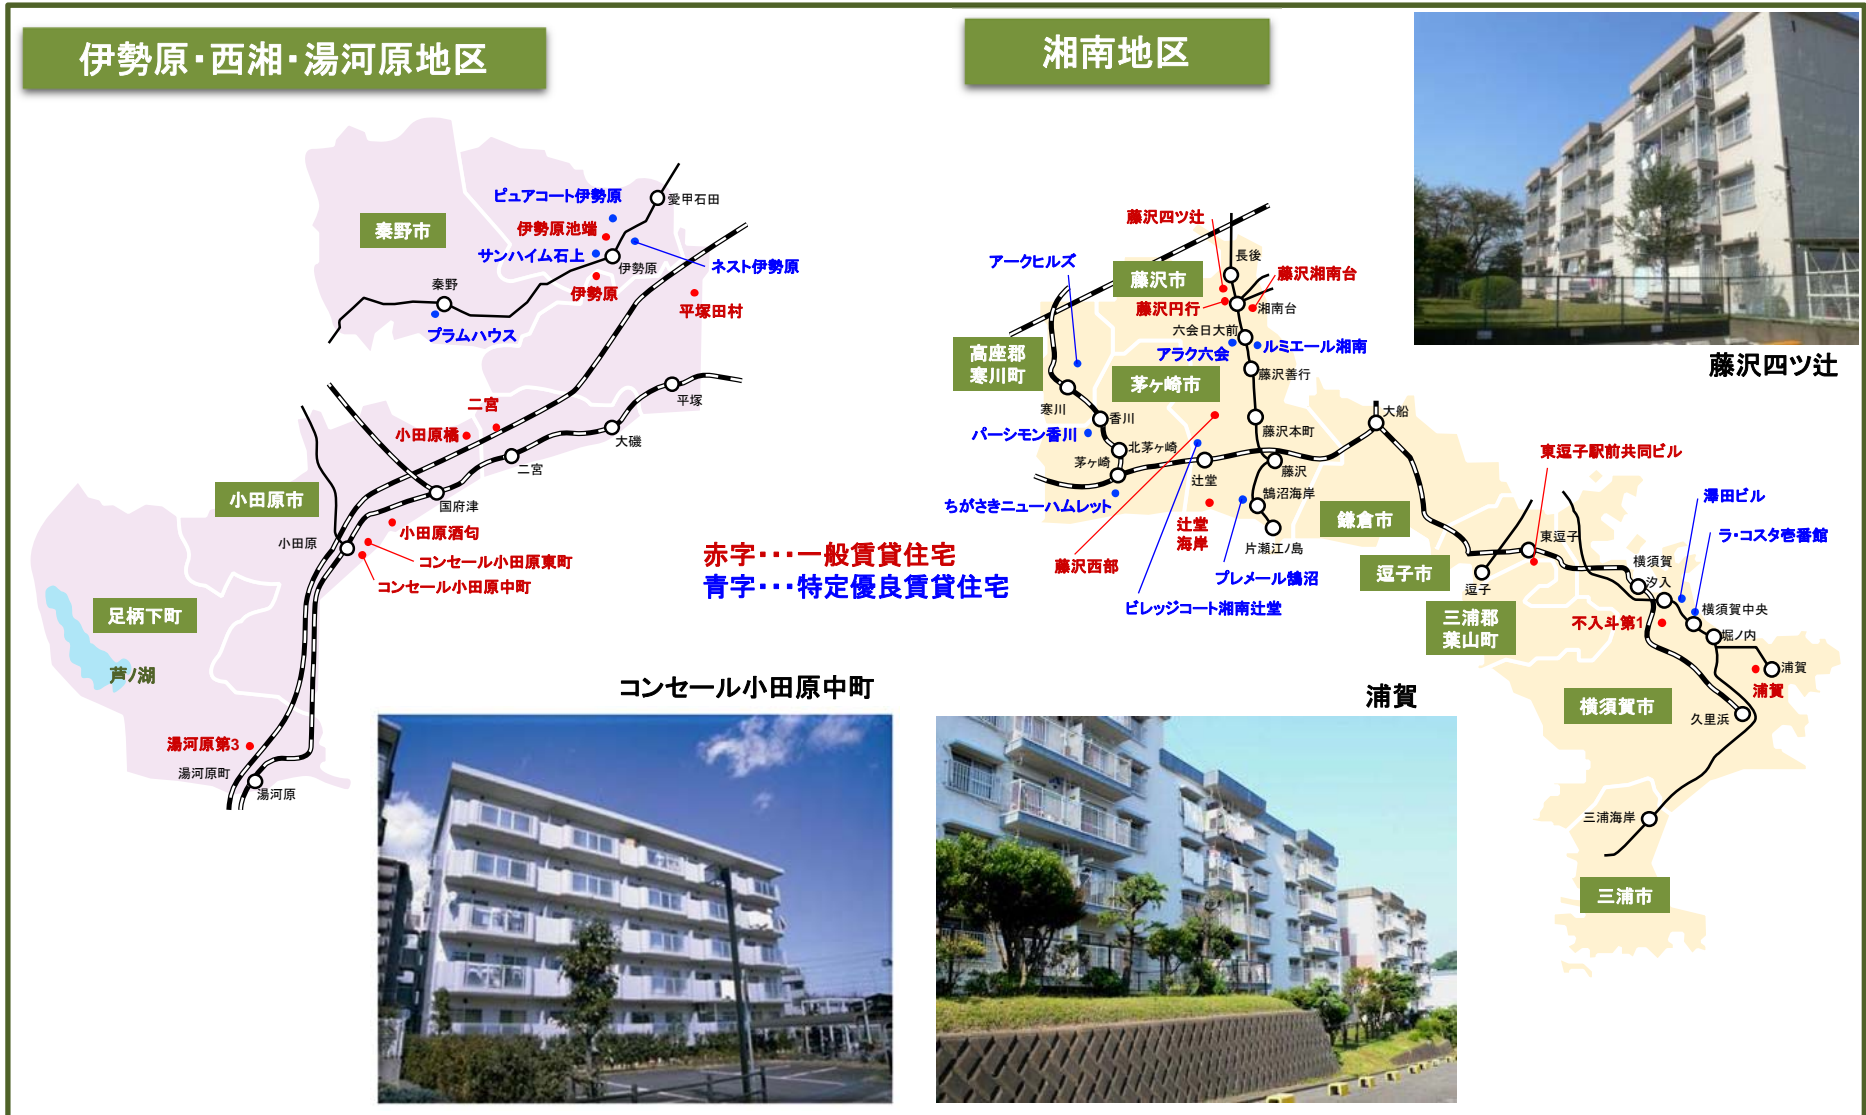 伊勢原・西湘・湯河原地区
湘南地区
ピュアコート伊勢原
愛甲石田
秦野市
伊勢原池端
サンハイム石上
伊勢原
ネスト伊勢原
秦野
伊勢原
平塚田村
プラムハウス
平塚
二宮
小田原橘
大磯
二宮
小田原市
国府津
小田原酒匂
小田原
コンセール小田原東町
コンセール小田原中町
足柄下町
芦ノ湖
湯河原第3
湯河原町
湯河原
赤字・・・一般賃貸住宅
青字・・・特定優良賃貸住宅
コンセール小田原中町
藤沢四ツ辻
アークヒルズ
長後
藤沢市
藤沢湘南台
藤沢円行
湘南台
六会日大前
高座郡
寒川町
アラク六会
ルミエール湘南
茅ヶ崎市
藤沢善行
寒川
香川
大船
パーシモン香川
藤沢本町
北茅ヶ崎
茅ヶ崎
辻堂
藤沢
ちがさきニューハムレット
鵠沼海岸
辻堂
海岸
片瀬江ノ島
藤沢西部
プレメール鵠沼
ビレッジコート湘南辻堂
鎌倉市
東逗子駅前共同ビル
澤田ビル
東逗子
ラ・コスタ壱番館
逗子市
逗子
横須賀
汐入
三浦郡
葉山町
不入斗第1
横須賀中央
堀ノ内
浦賀
浦賀
横須賀市
久里浜
三浦海岸
三浦市
藤沢四ツ辻
浦賀